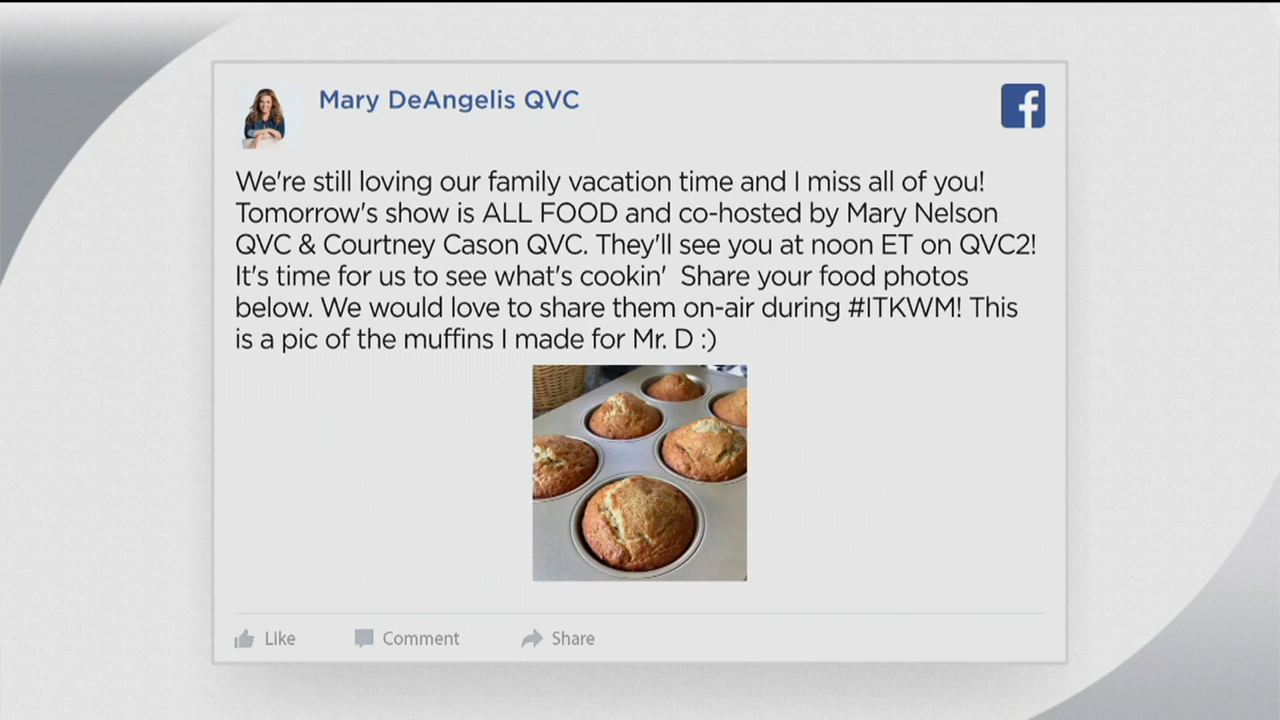 Mary DeAngelis QVC
We're still loving our family vacation time and I miss all of you!
Tomorrow's show is ALL FOOD and co-hosted by Mary Nelson
QVC & Courtney Cason QVC. They'll see you at noon ET on QVC2!
It's time for us to see what's cookin'  Share your food photos
below. We would love to share them on-air during #ITKWM! This
is a pic of the muffins I made for Mr. D :)
Like Comment Share